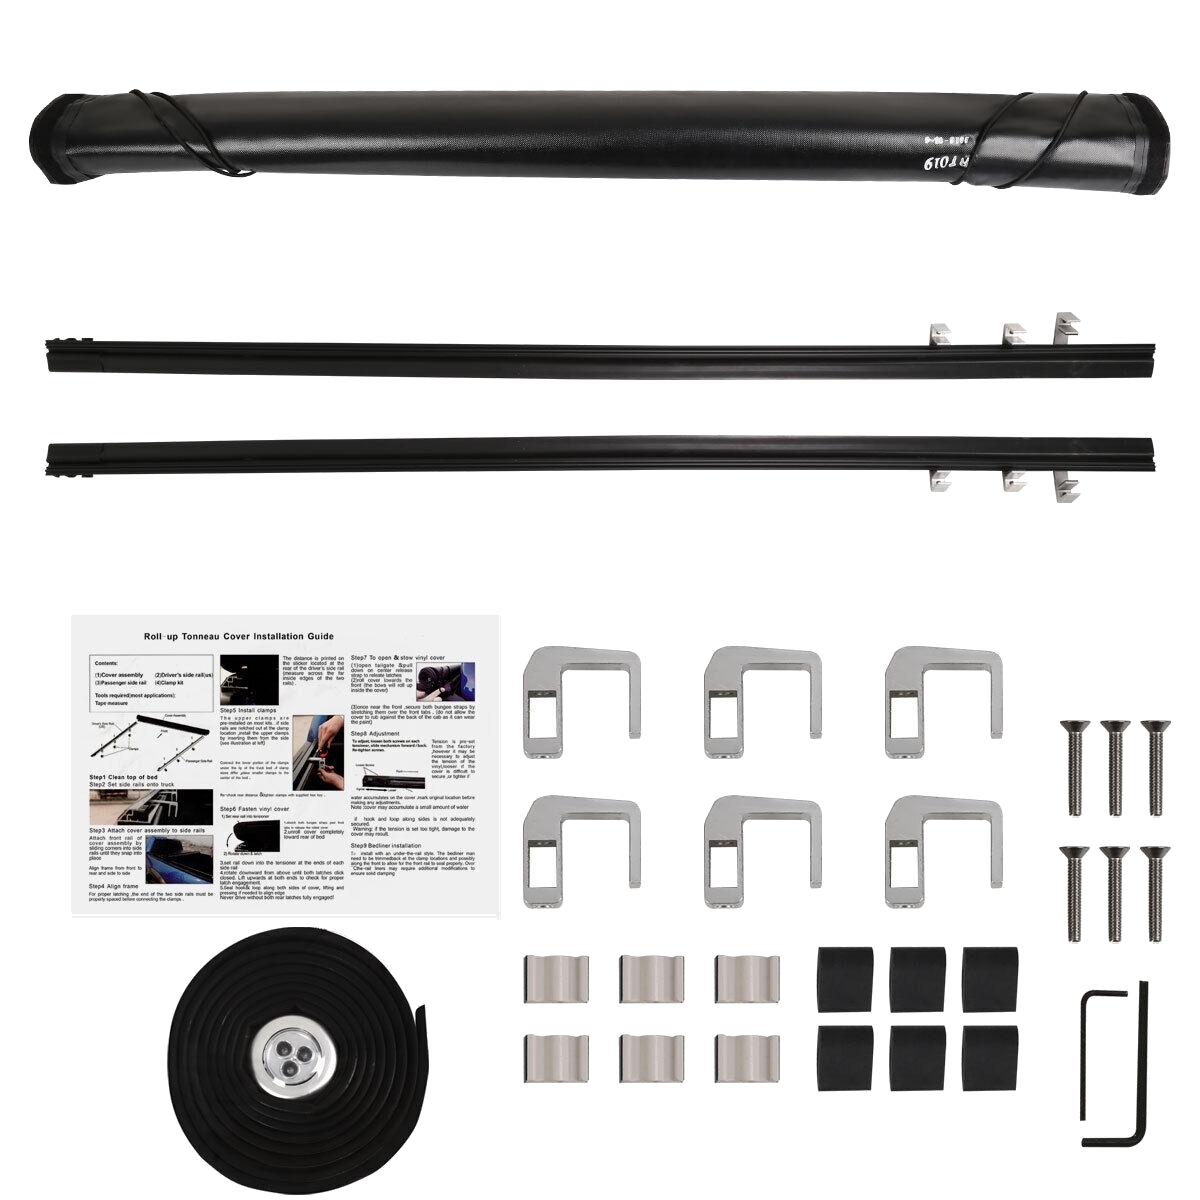 RT019
Roll-up Tonneau Cover Installation Guide
Contents:
(1)Cover assembly (2)Driver's side rail(us)
(3)Passenger side rail (4)Clamp kit
Tools required(most applications):
Tape measure
Cover Assembly
Clamps
Passenger Side Rail
Step1 Clean top of bed
Step2 Set side rails onto truck
Step3 Attach cover assembly to side rails
Attach front rail of
cover assembly by
sliding corners into side
rails until they snap into
place
Align frame from front to
rear and side to side
Step4 Align frame
For proper latching ,the end of the two side rails must be
properly spaced before connecting the clamps .
The distance is printed on
the sticker located at the
rear of the driver's side rail
(measure across the far
inside edges of the two
rails) .
Step5 Install clamps
The upper clamps are
pre-installed on most kits. .if side
rails are notched out at the clamp
location ,install the upper clamps
by inserting them from the side
(see illustration at left)
Connect the lower portion of the clamps
under the lip of the truck bed .if clamp
sizes differ ,place smaller clamps to the
center of the bed .
Re-check rear distance &tighten clamps with supplied hex key .
Step6 Fasten vinyl cover
1) Set rear rail into tensioner
2) Rotate down & latch
2.unroll cover completely
toward rear of bed
3.set rail down into the tensioner at the ends of each
side rail
4.rotate downward from above until both latches click
closed. Lift upwards at both ends to check for proper
latch engagement.
5.Seal hook& loop along both sides of cover, lifting and
pressing if needed to align edge
Never drive without both rear latches fully engaged!
Step7 To open & stow vinyl cover
(1)open tailgate &pull
down on center release
strap to releate latches
(2)roll cover towards the
front (the bows will roll up
inside the cover)
(3)once near the front ,secure both bungee straps by
stretching them over the front tabs . (do not allow the
cover to rub against the back of the cab as it can wear
the paint)
Step8 Adjustment
To adjust, loosen both screws on each
tensioner, slide mechanism forward / back.
Re-tighten screws.
Tension is pre-set
from the factory
,however it may be
necessary to adjust
the tension of the
vinyl,looser if the
cover is difficult to
secure ,or tighter if
water accumulates on the cover .mark original location before
making any adjustments.
Note :cover may accumulate a small amount of water
if hook and loop along sides is not adequately
secured.
Warning: if the tension is set too tight, damage to the
cover may result.
Step9 Bedliner installation
To install with an under-the-rail style. The bedliner man
need to be trimmedback at the clamp locations and possibly
along the front to allow for the front rail to seal properly. Over
-the-rail liners may require additional modifications to
ensure solid clamping